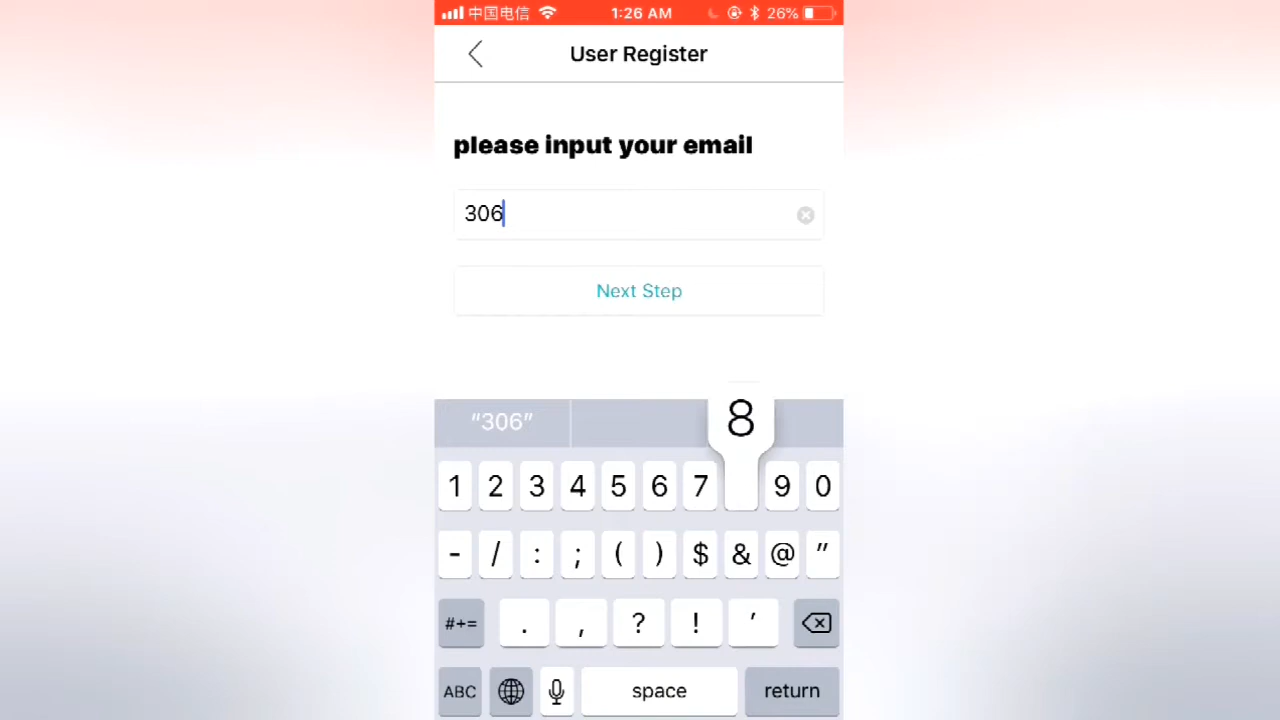 中国电信 1:26 AM 26%
User Register
please input your email
306
Next Step
“306”
8
1 2 3 4 5 6 7 9 0
- / : ; ( ) $ & @ ”
#+= . , ? ! ’
ABC space return